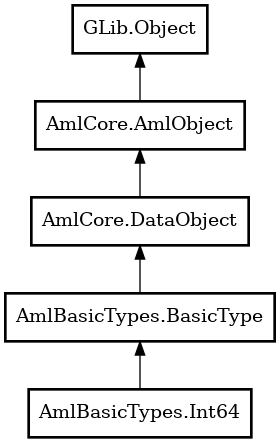 GLib.Object
AmlCore.AmlObject
AmlCore.DataObject
AmlBasicTypes.BasicType
AmlBasicTypes.Int64